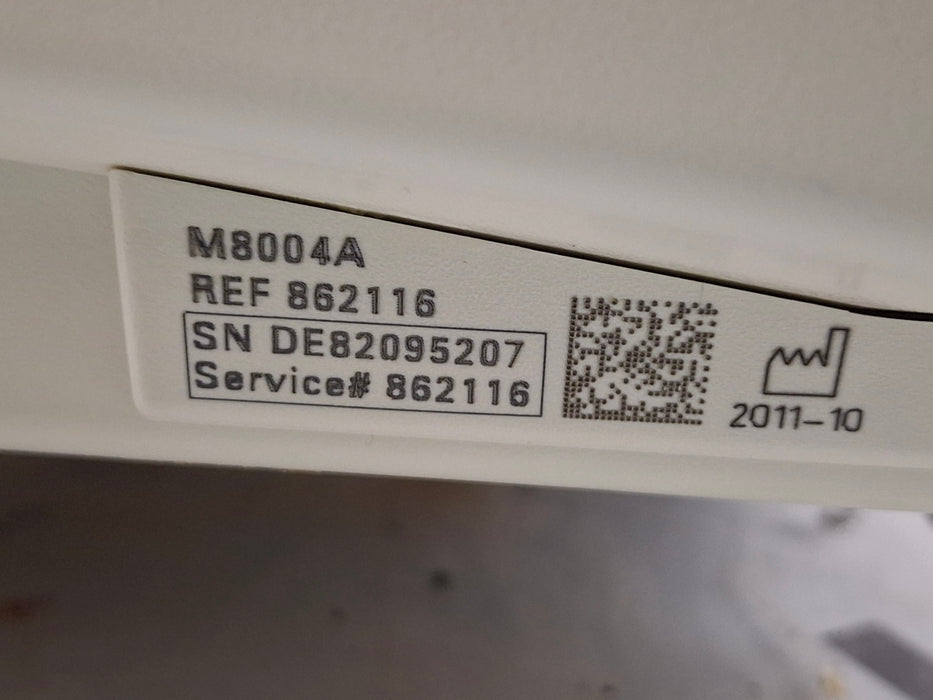 M8004A
REF 862116
SN DE82095207
Service# 862116
2011-10